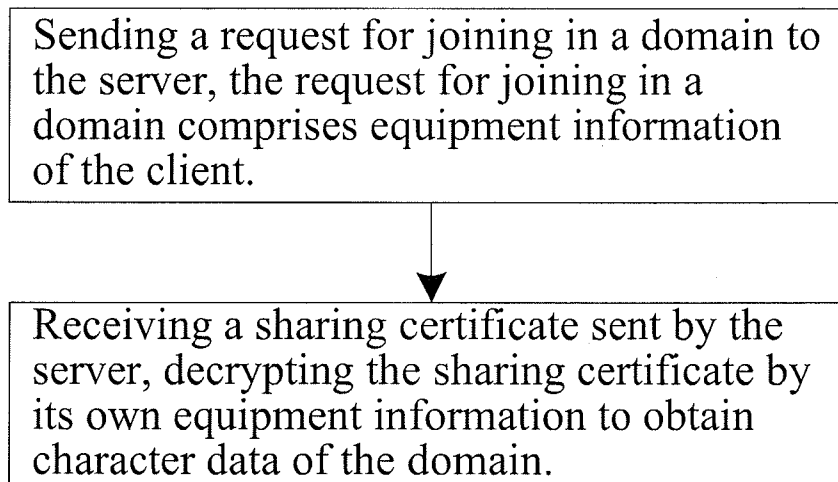 Sending a request for joining in a domain to
the server, the request for joining in a
domain comprises equipment information
of the client.
Receiving a sharing certificate sent by the
server, decrypting the sharing certificate by
its own equipment information to obtain
character data of the domain.